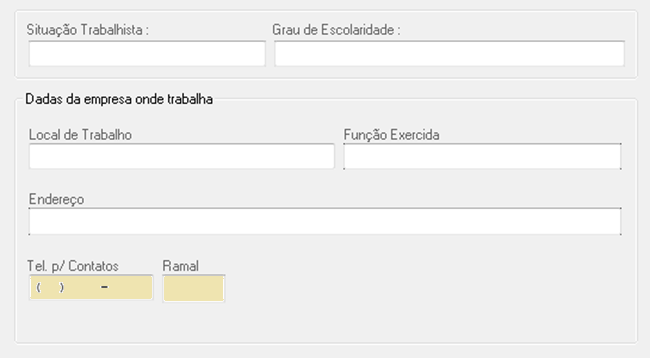 Situação Trabalhista : Grau de Escolaridade :
Dadas da empresa onde trabalha
Local de Trabalho Função Exercida
Endereço
Tel. p/ Contatos Ramal
( ) -